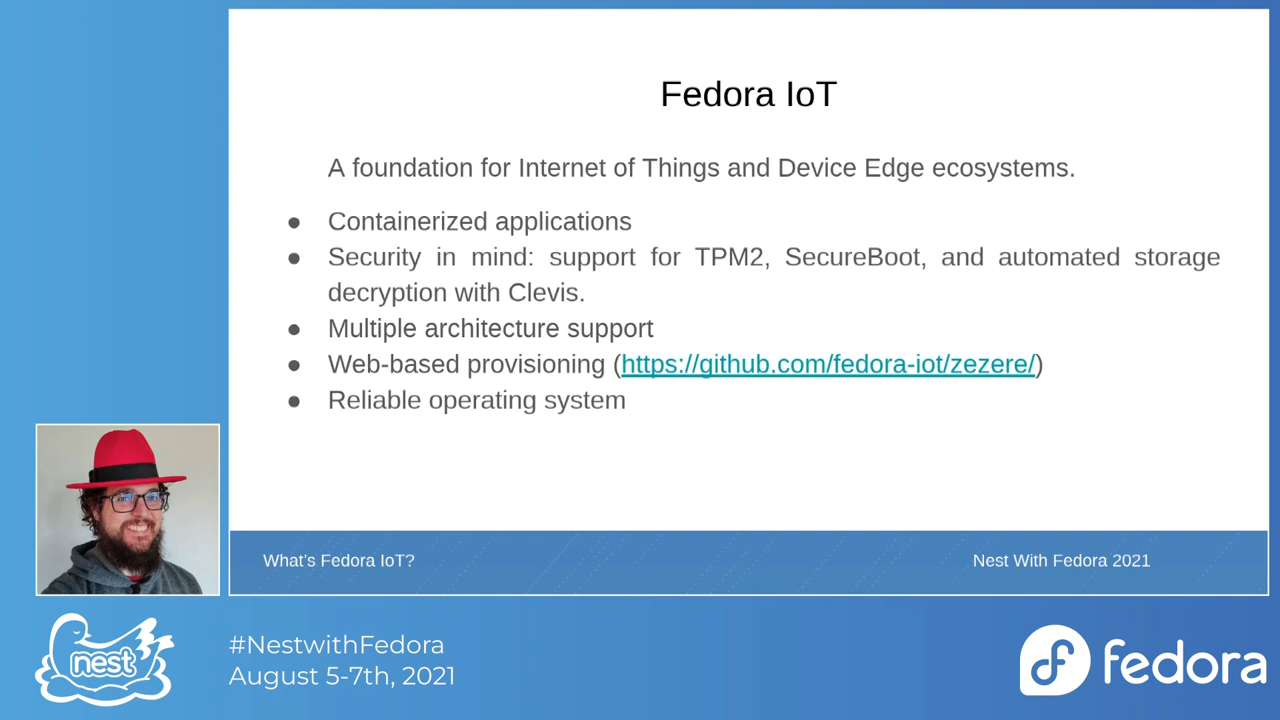 Fedora IoT
A foundation for Internet of Things and Device Edge ecosystems.
● Containerized applications
● Security in mind: support for TPM2, SecureBoot, and automated storage
decryption with Clevis.
● Multiple architecture support
● Web-based provisioning (https://github.com/fedora-iot/zezere/)
● Reliable operating system
What's Fedora IoT?
Nest With Fedora 2021
nest
#NestwithFedora
August 5-7th, 2021
fedora